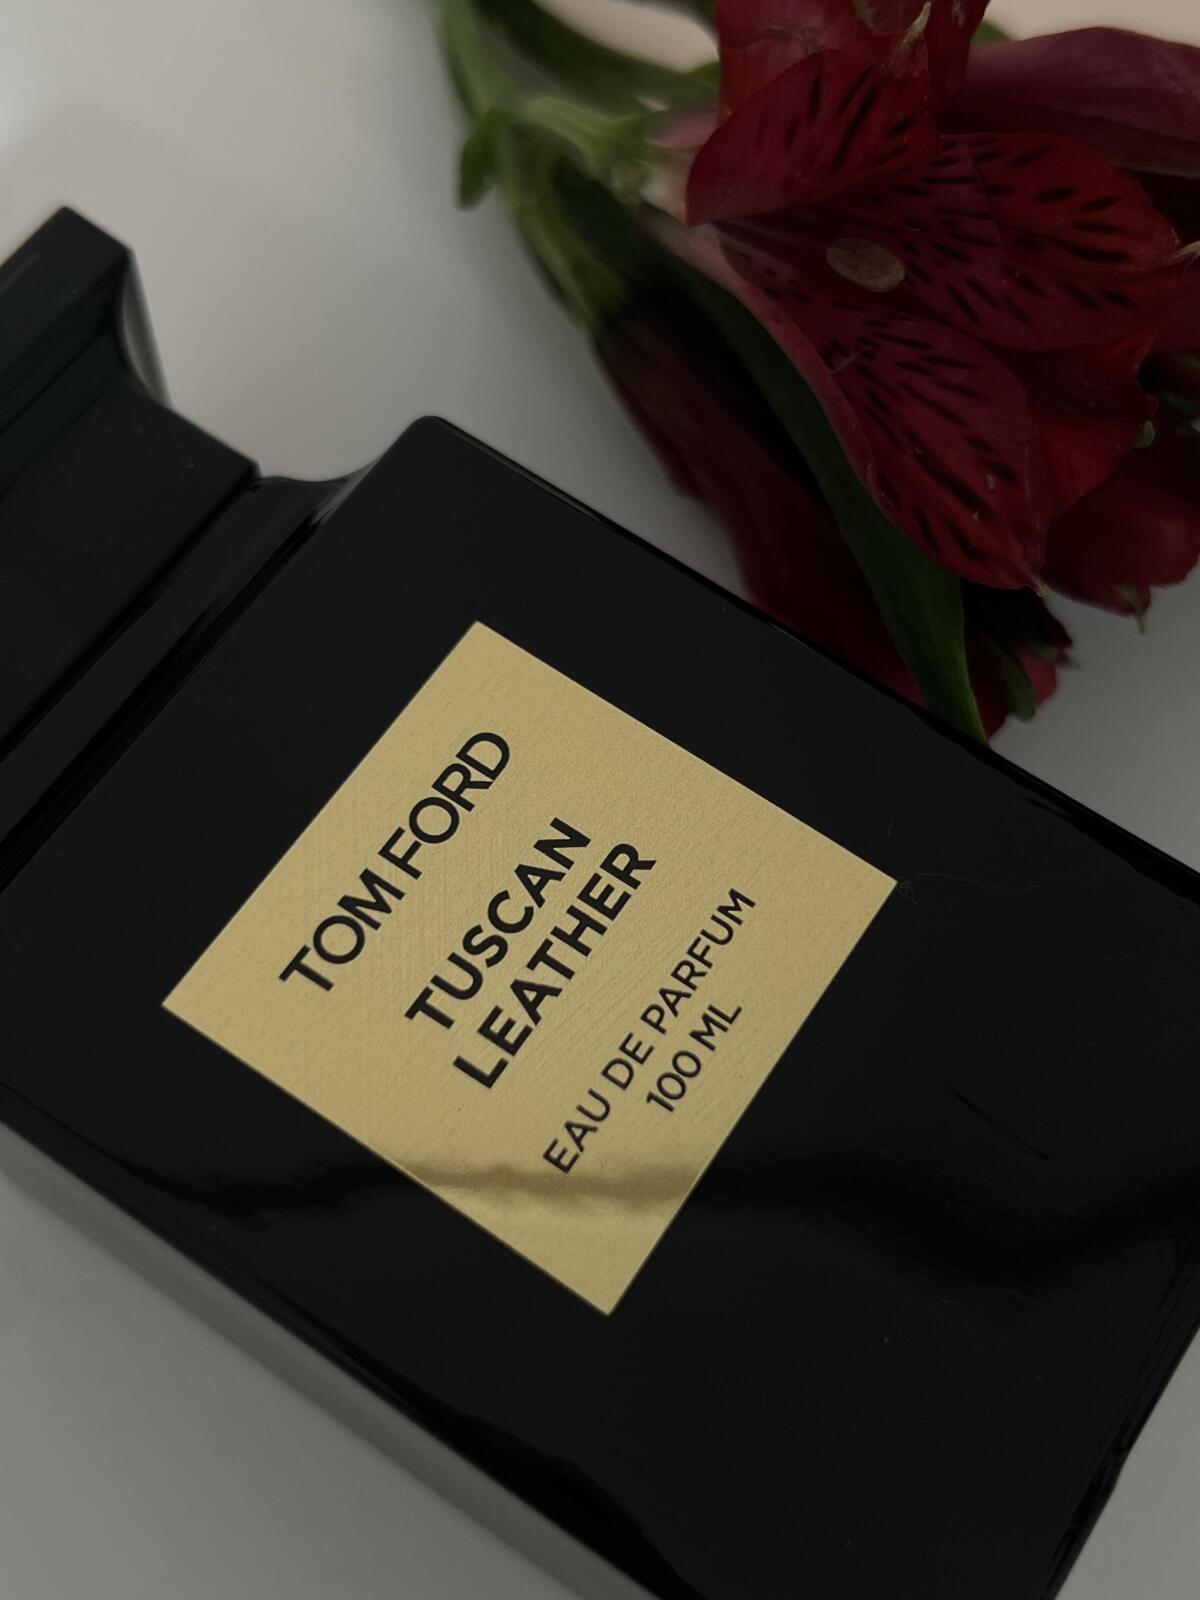 TOM FORD
TUSCAN
LEATHER
EAU DE PARFUM
100 ML